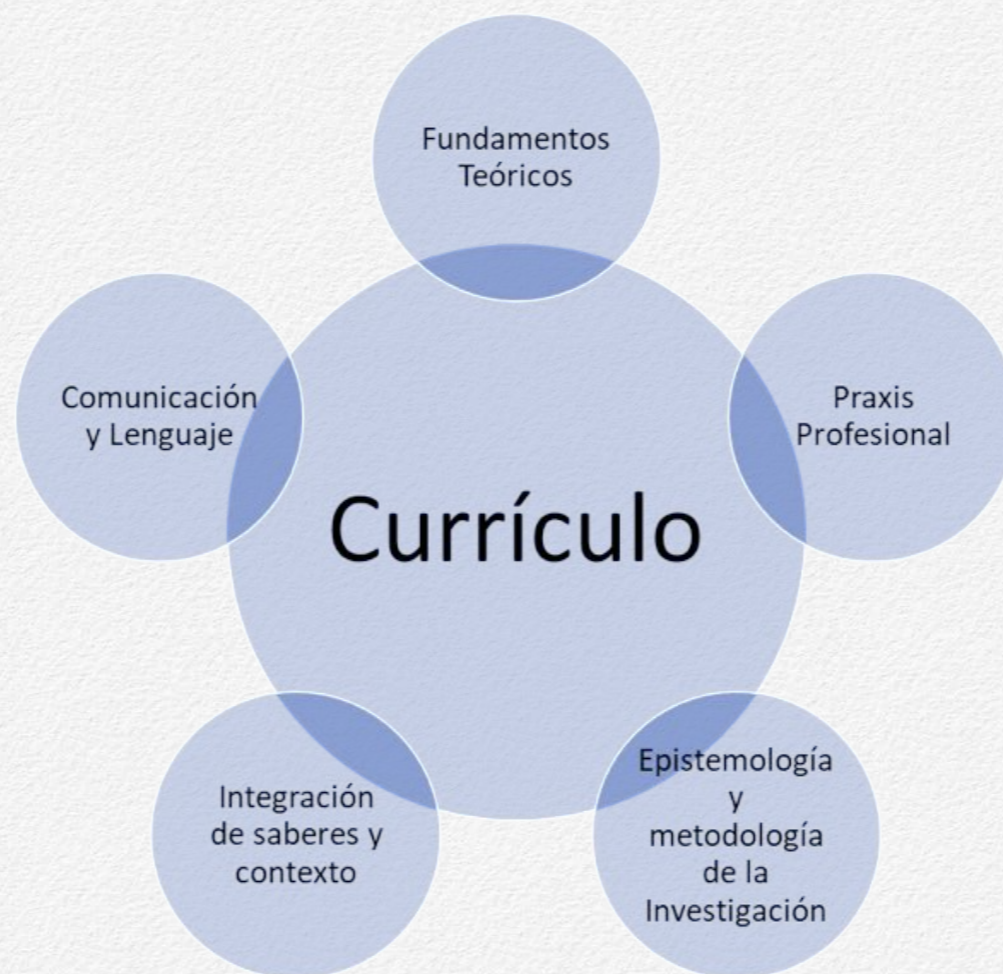 Fundamentos
Teóricos
Comunicación
y Lenguaje
Praxis
Profesional
Currículo
Integración
de saberes y
contexto
Epistemología
y
metodología
de la
Investigación